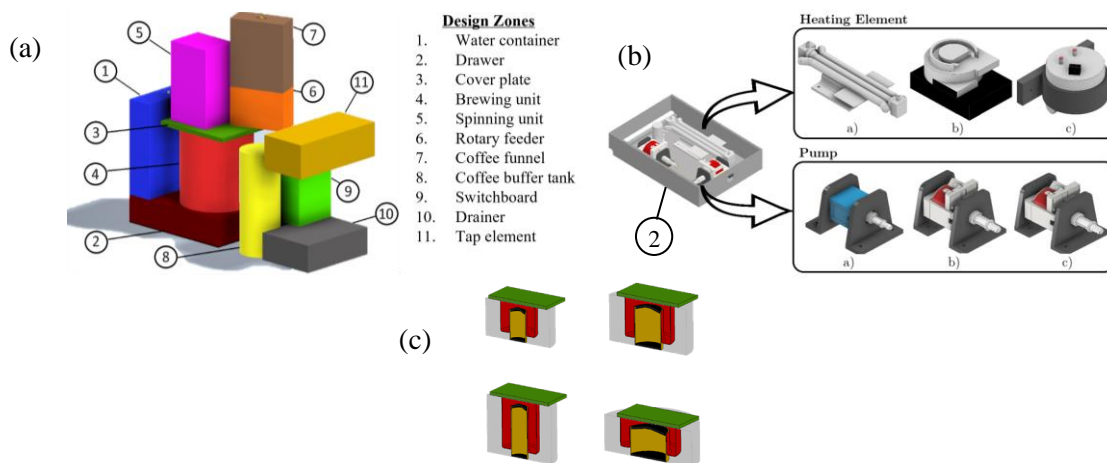 (a)
5
7
1
11
6
3
4
9
10
2
8
Design Zones
1. Water container
2. Drawer
3. Cover plate
4. Brewing unit
5. Spinning unit
6. Rotary feeder
7. Coffee funnel
8. Coffee buffer tank
9. Switchboard
10. Drainer
11. Tap element
(b)
2
Heating Element
a) b) c)
Pump
a) b) c)
(c)